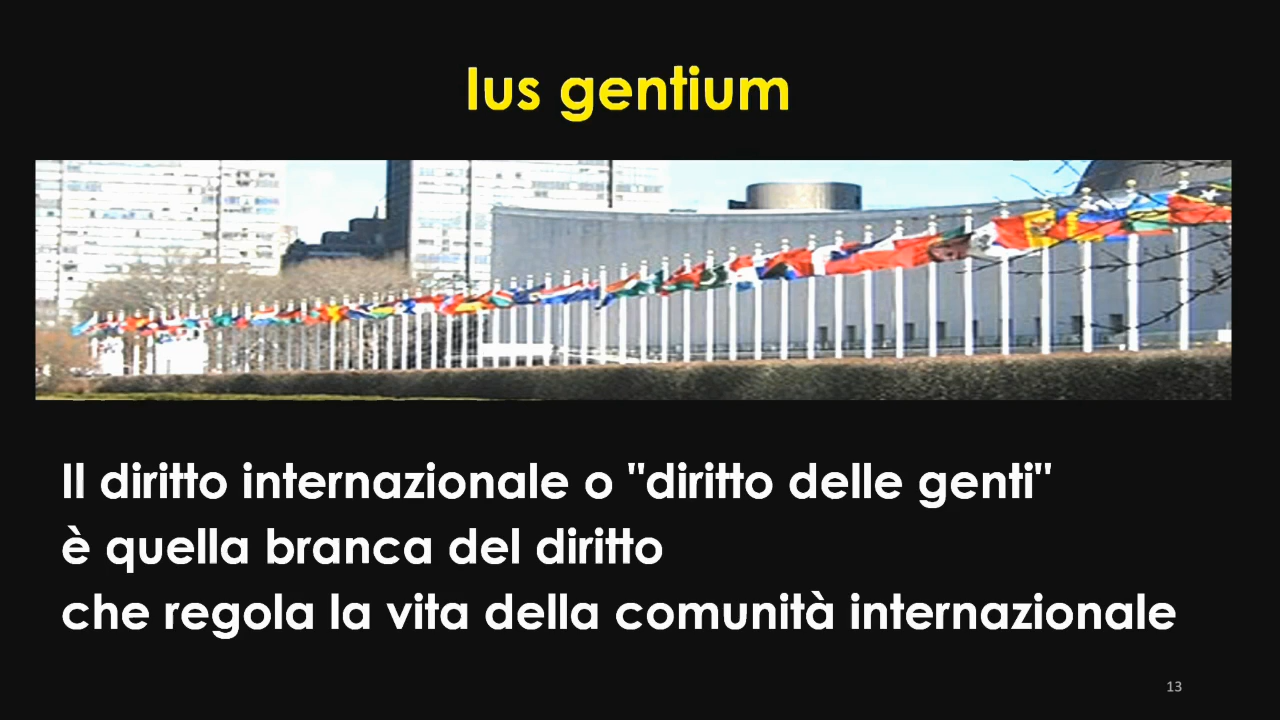 Ius gentium
Il diritto internazionale o "diritto delle genti"
è quella branca del diritto
che regola la vita della comunità internazionale
13